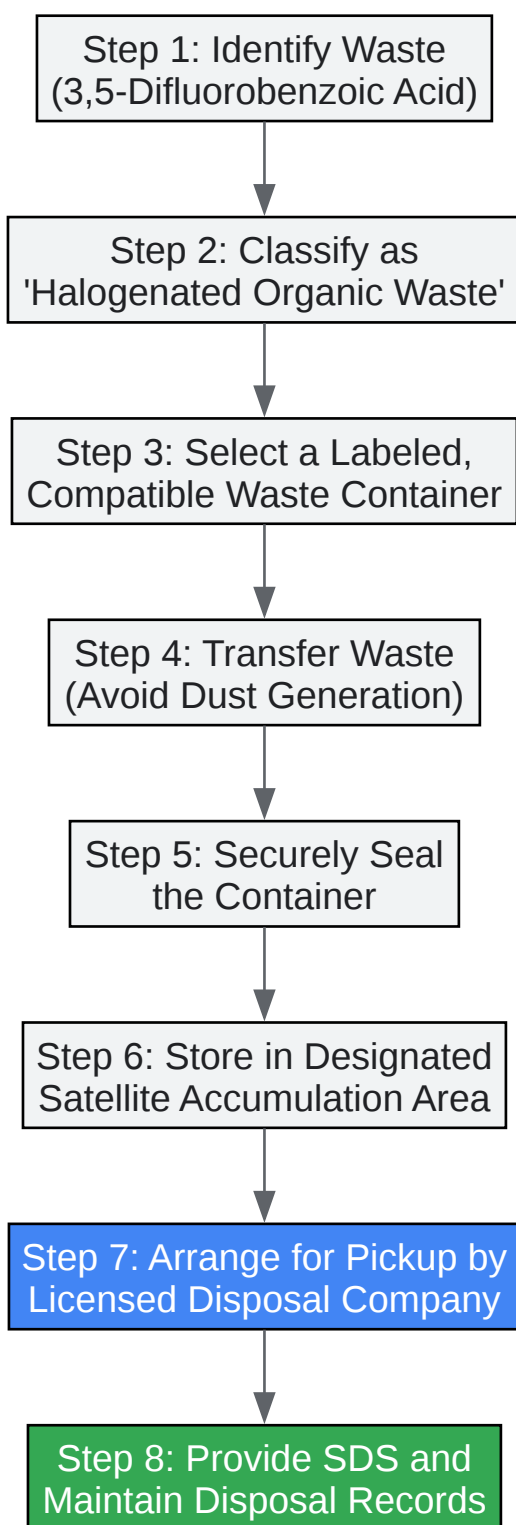 Step 1: Identify Waste
(3,5-Difluorobenzoic Acid)
Step 2: Classify as
'Halogenated Organic Waste'
Step 3: Select a Labeled,
Compatible Waste Container
Step 4: Transfer Waste
(Avoid Dust Generation)
Step 5: Securely Seal
the Container
Step 6: Store in Designated
Satellite Accumulation Area
Step 7: Arrange for Pickup by
Licensed Disposal Company
Step 8: Provide SDS and
Maintain Disposal Records